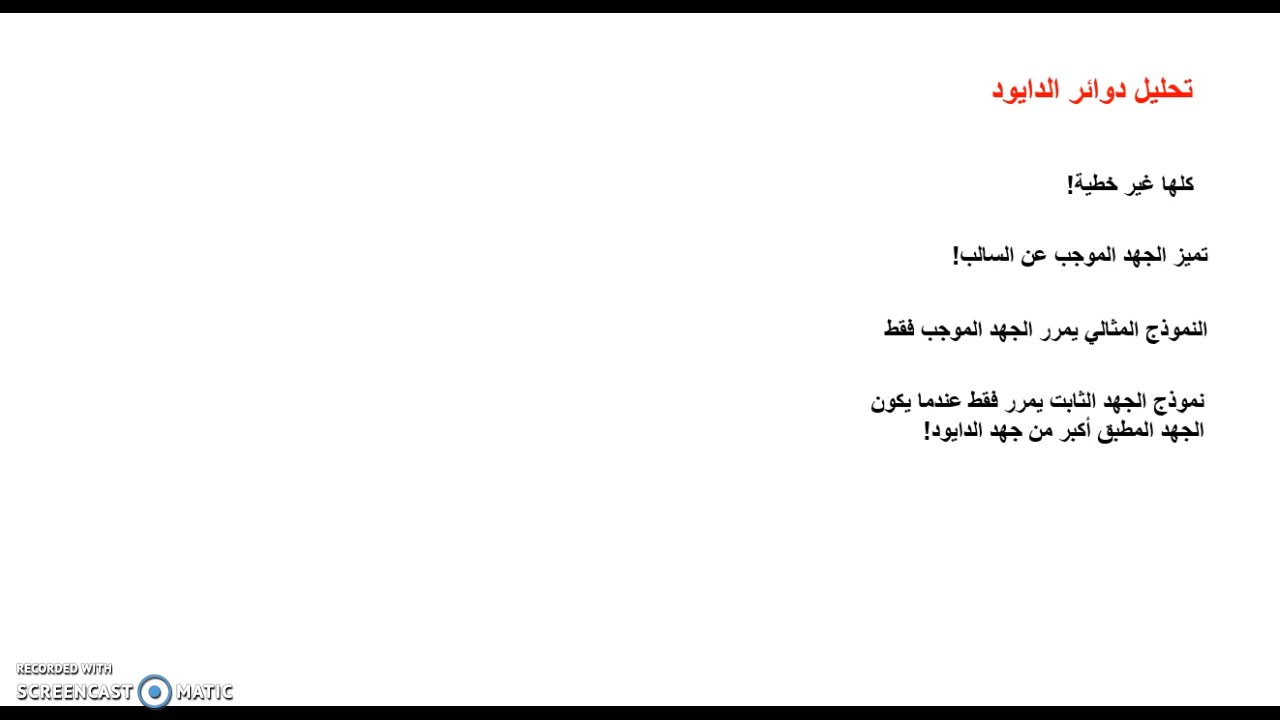 تحليل دوائر الدايود
كلها غير خطية!
تميز الجهد الموجب عن السالب!
النموذج المثالي يمرر الجهد الموجب فقط
نموذج الجهد الثابت يمرر فقط عندما يكون
الجهد المطبق أكبر من جهد الدايود!
RECORDED WITH
SCREENCAST MATIC